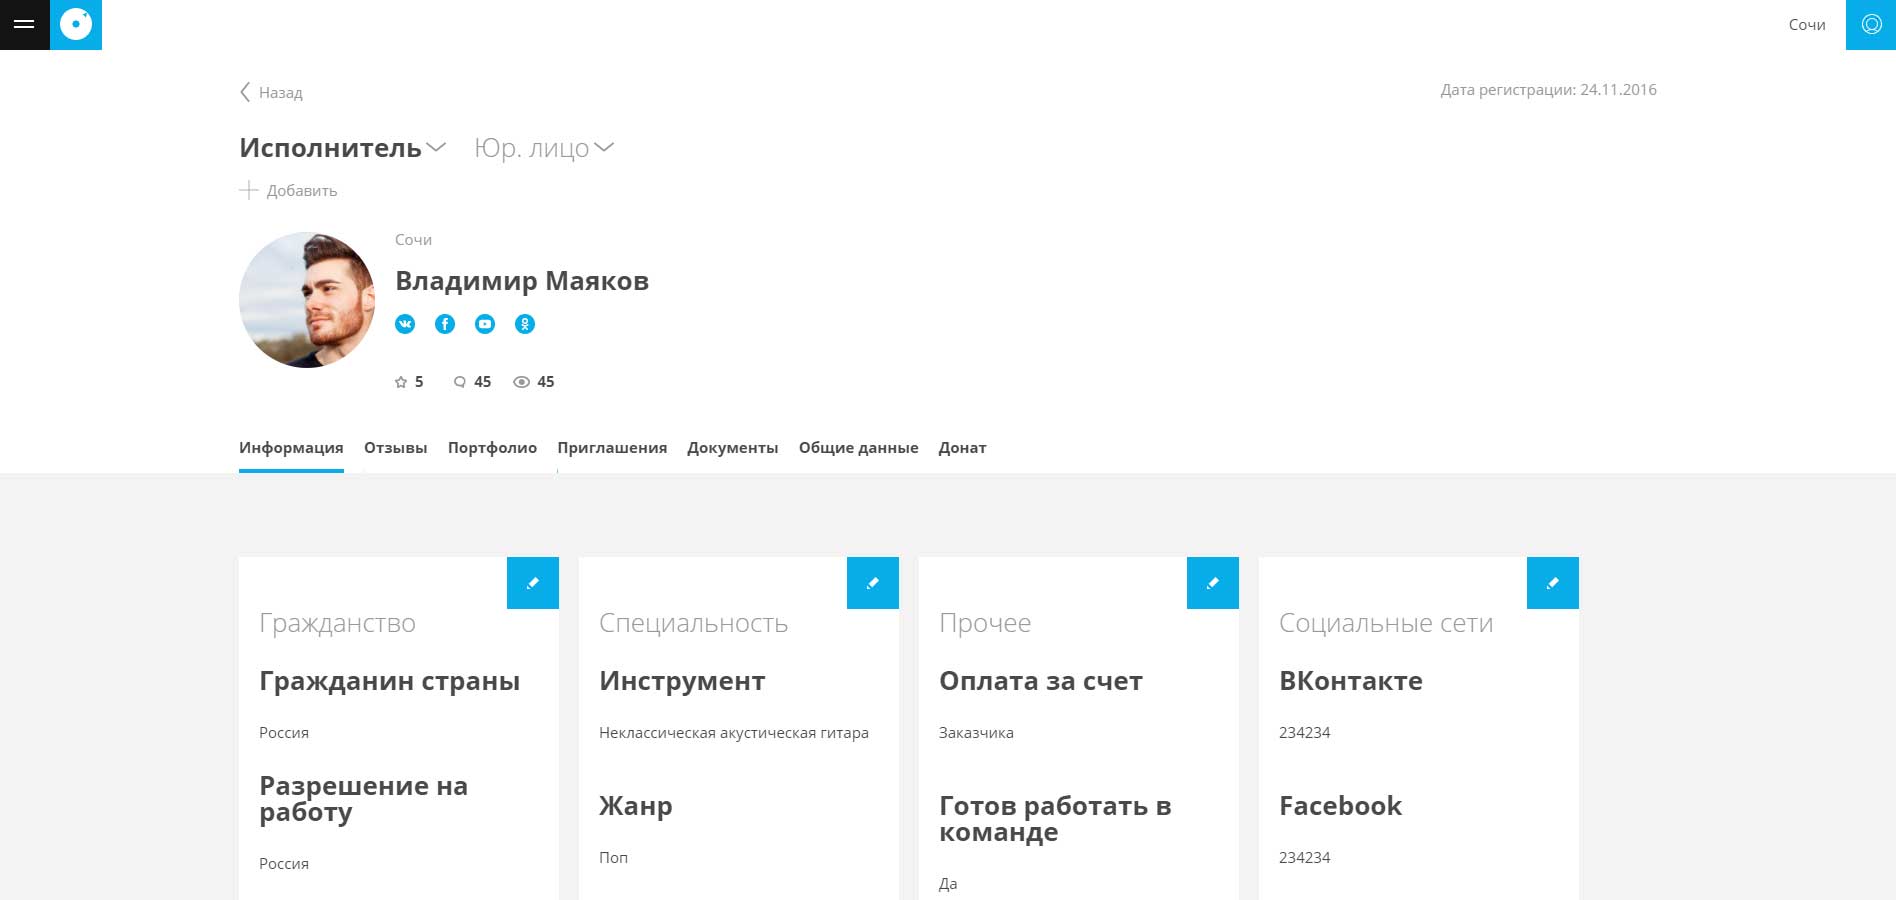 Сочи
Назад
Дата регистрации: 24.11.2016
Исполнитель Юр. лицо
Добавить
Сочи
Владимир Маяков
5 45 45
Информация Отзывы Портфолио Приглашения Документы Общие данные Донат
Гражданство
Гражданин страны
Россия
Разрешение на
работу
Россия
Специальность
Инструмент
Неклассическая акустическая гитара
Жанр
Поп
Прочее
Оплата за счет
Заказчика
Готов работать в
команде
Да
Социальные сети
ВКонтакте
234234
Facebook
234234